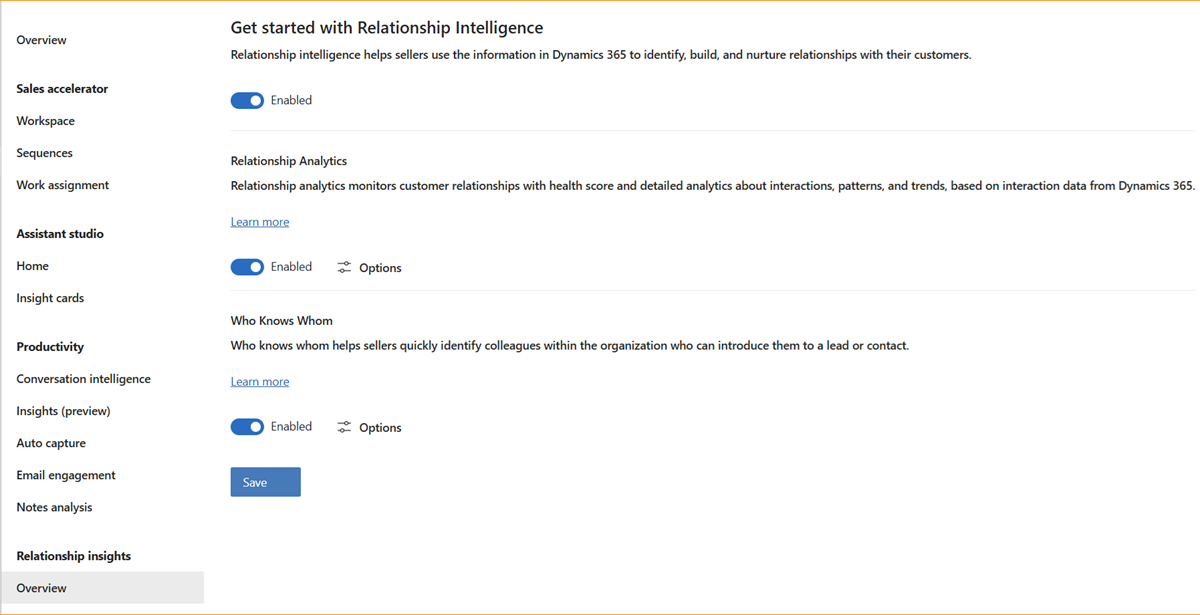 Overview
Sales accelerator
Workspace
Sequences
Work assignment
Assistant studio
Home
Insight cards
Productivity
Conversation intelligence
Insights (preview)
Auto capture
Email engagement
Notes analysis
Relationship insights
Overview
Get started with Relationship Intelligence
Relationship intelligence helps sellers use the information in Dynamics 365 to identify, build, and nurture relationships with their customers.
Enabled
Relationship Analytics
Relationship analytics monitors customer relationships with health score and detailed analytics about interactions, patterns, and trends, based on interaction data from Dynamics 365.
Learn more
Enabled Options
Who Knows Whom
Who knows whom helps sellers quickly identify colleagues within the organization who can introduce them to a lead or contact.
Learn more
Enabled Options
Save